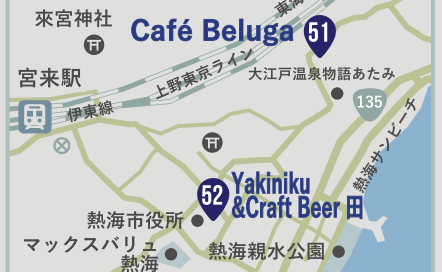 東海
來宮神社
Café Beluga 51
宮来駅
上野東京ライン
大江戸温泉物語あたみ
伊東線
135
熱海サンビーチ
52
Yakiniku
&Craft Beer 田
熱海市役所
マックスバリュ
熱海
熱海親水公園